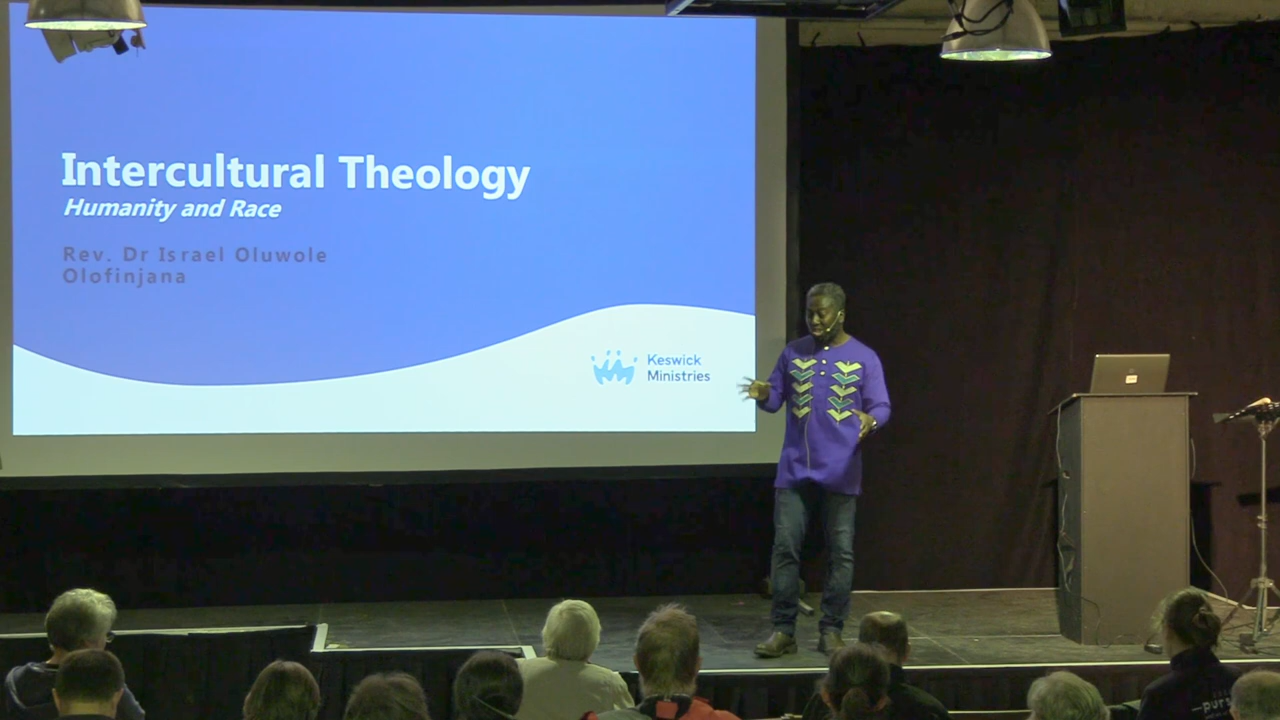 Intercultural Theology
Humanity and Race
Rev. Dr Israel Oluwole
Olofinjana
Keswick
Ministries